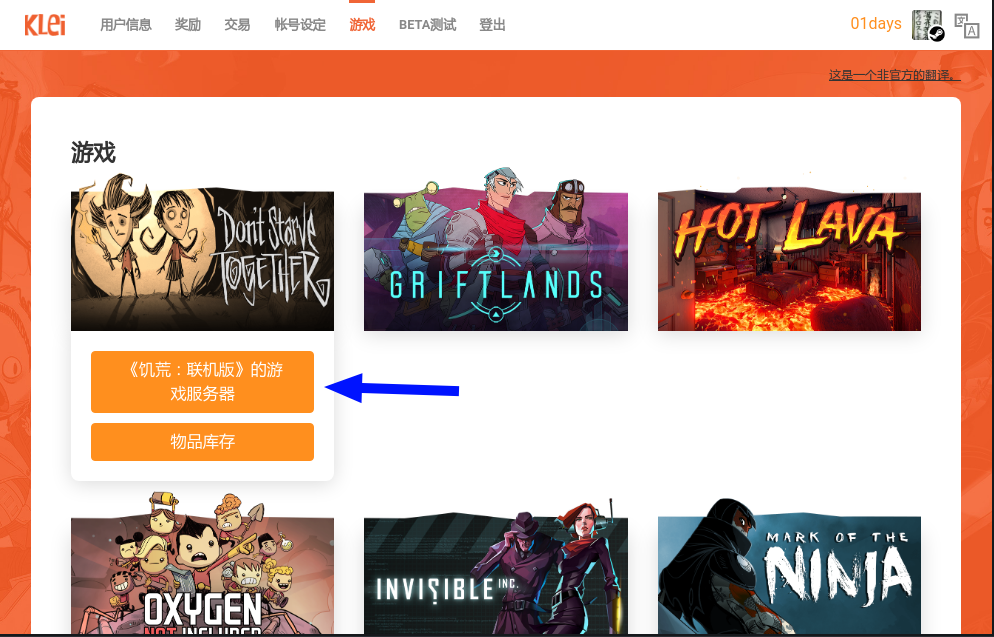 KLei 用户信息 奖励 交易 帐号设定 游戏 BETA测试 登出 01days
这是一个非官方的翻译。
游戏
Don't Starve
TOGETHER
GRIFTLANDS
HOT LAVA
《饥荒：联机版》的游
戏服务器
物品库存
OXYGEN
NOT INCLUDED
INVISIBLE INC.
MARK OF THE
NINJA